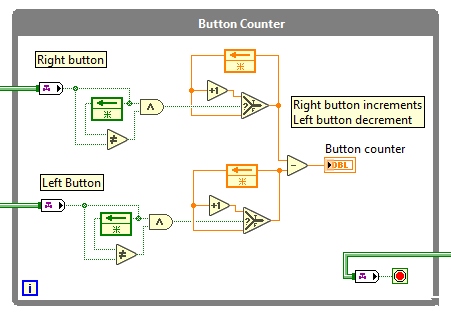 Button Counter
Right button
+1
?
T
F
Right button increments
Left button decrement
Button counter
DBL
Left Button
+1
?
T
F
i